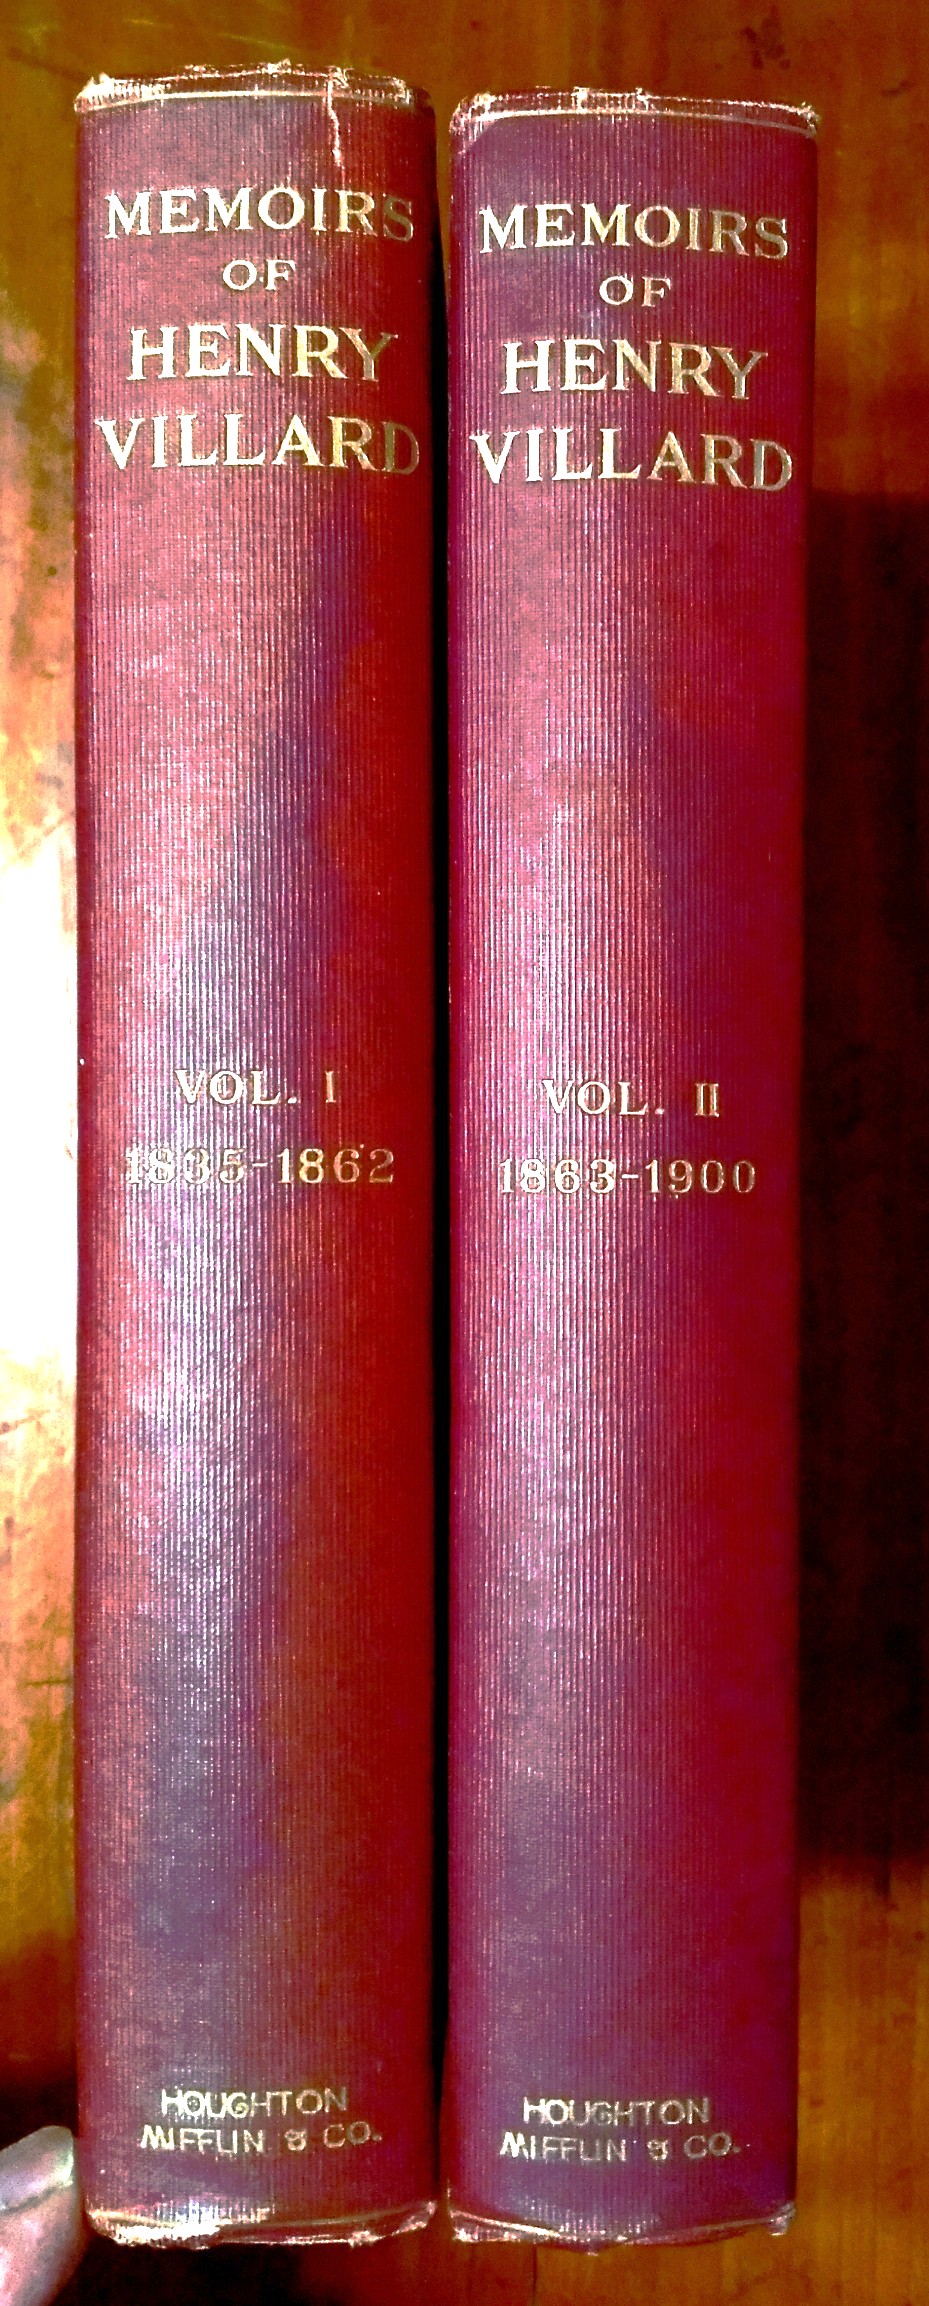 MEMOIRS
OF
HENRY
VILLARD
VOL. I
1835-1862
HOUGHTON
MIFFLIN & CO.
MEMOIRS
OF
HENRY
VILLARD
VOL. II
1863-1900
HOUGHTON
MIFFLIN & CO.